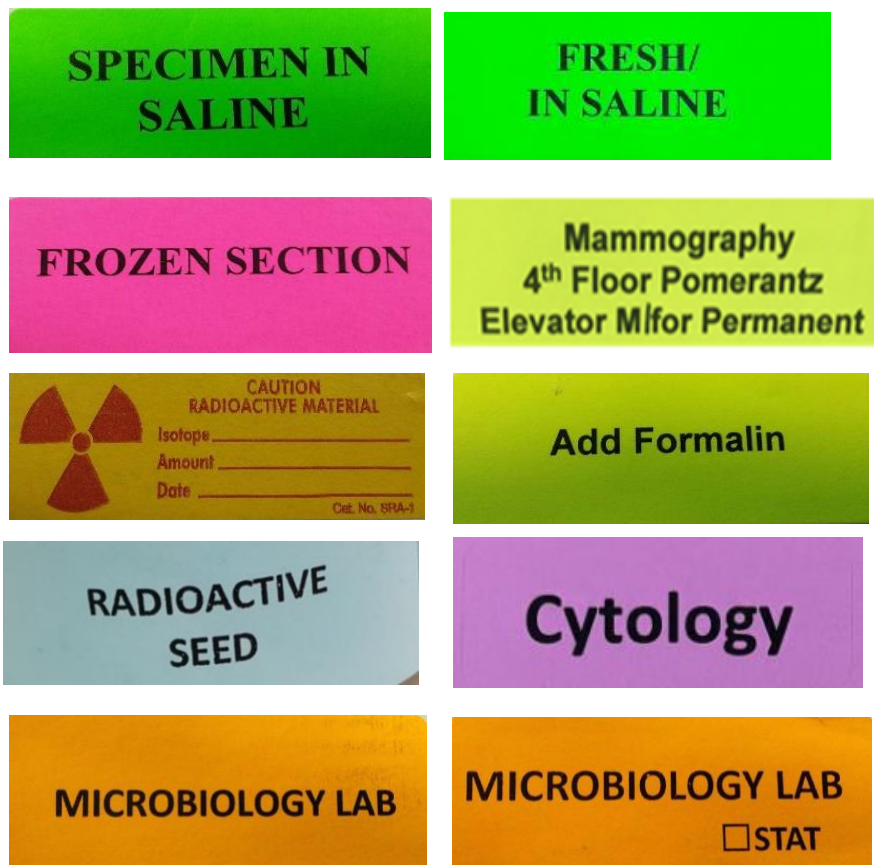 SPECIMEN IN
SALINE
FRESH/
IN SALINE
FROZEN SECTION
Mammography
4th Floor Pomerantz
Elevator M/for Permanent
CAUTION
RADIOACTIVE MATERIAL
Isotope
Amount
Date
Cat. No. SRA-1
Add Formalin
RADIOACTIVE
SEED
Cytology
MICROBIOLOGY LAB
MICROBIOLOGY LAB
☐STAT